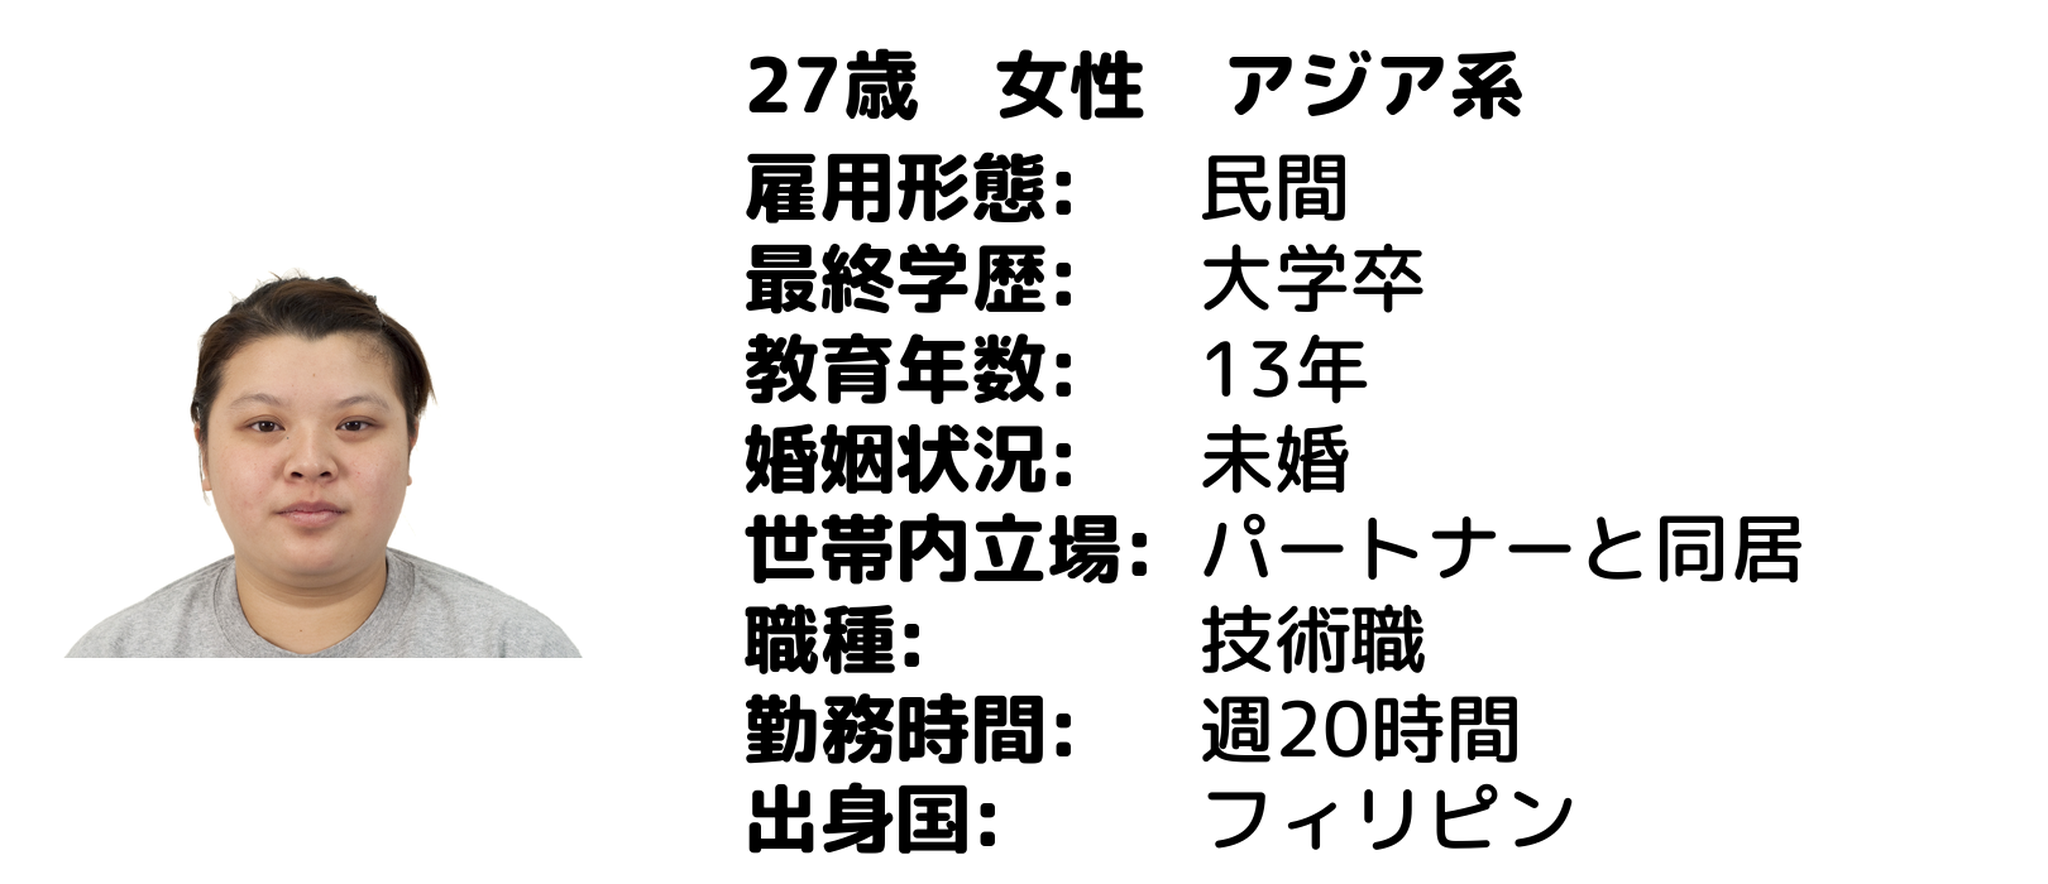 27歳　女性　アジア系
雇用形態: 民間
最終学歴: 大学卒
教育年数: 13年
婚姻状況: 未婚
世帯内立場: パートナーと同居
職種: 技術職
勤務時間: 週20時間
出身国: フィリピン